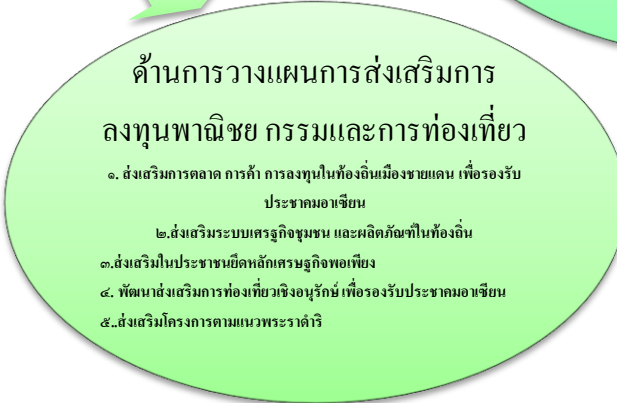 ด้านการวางแผนการส่งเสริมการ
ลงทุนพาณิชย กรรมและการท่องเที่ยว
๑. ส่งเสริมการตลาด การค้า การลงทุนในท้องถิ่นเมืองชายแดน เพื่อรองรับ
ประชาคมอาเซียน
๒.ส่งเสริมระบบเศรฐกิจชุมชน และผลิตภัณฑ์ในท้องถิ่น
๓.ส่งเสริมในประชาชนยึดหลักเศรษฐกิจพอเพียง
๔. พัฒนาส่งเสริมการท่องเที่ยวเชิงอนุรักษ์ เพื่อรองรับประชาคมอาเซียน
๕..ส่งเสริมโครงการตามแนวพระราดำริ